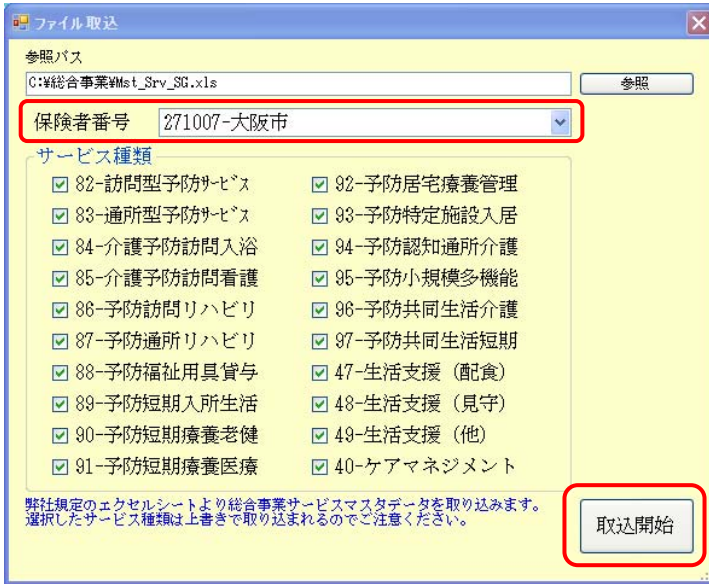 ファイル取込
参照パス
C:¥総合事業¥Mst_Srv_SG.xls
参照
保険者番号
271007-大阪市
サービス種類
82-訪問型予防ｻｰﾋﾞｽ
92-予防居宅療養管理
83-通所型予防ｻｰﾋﾞｽ
93-予防特定施設入居
84-介護予防訪問入浴
94-予防認知通所介護
85-介護予防訪問看護
95-予防小規模多機能
86-予防訪問リハビリ
96-予防共同生活介護
87-予防通所リハビリ
97-予防共同生活短期
88-予防福祉用具貸与
47-生活支援（配食）
89-予防短期入所生活
48-生活支援（見守）
90-予防短期療養老健
49-生活支援（他）
91-予防短期療養医療
40-ケアマネジメント
弊社規定のエクセルシートより総合事業サービスマスタデータを取り込みます。
選択したサービス種類は上書きで取り込まれるのでご注意ください。
取込開始